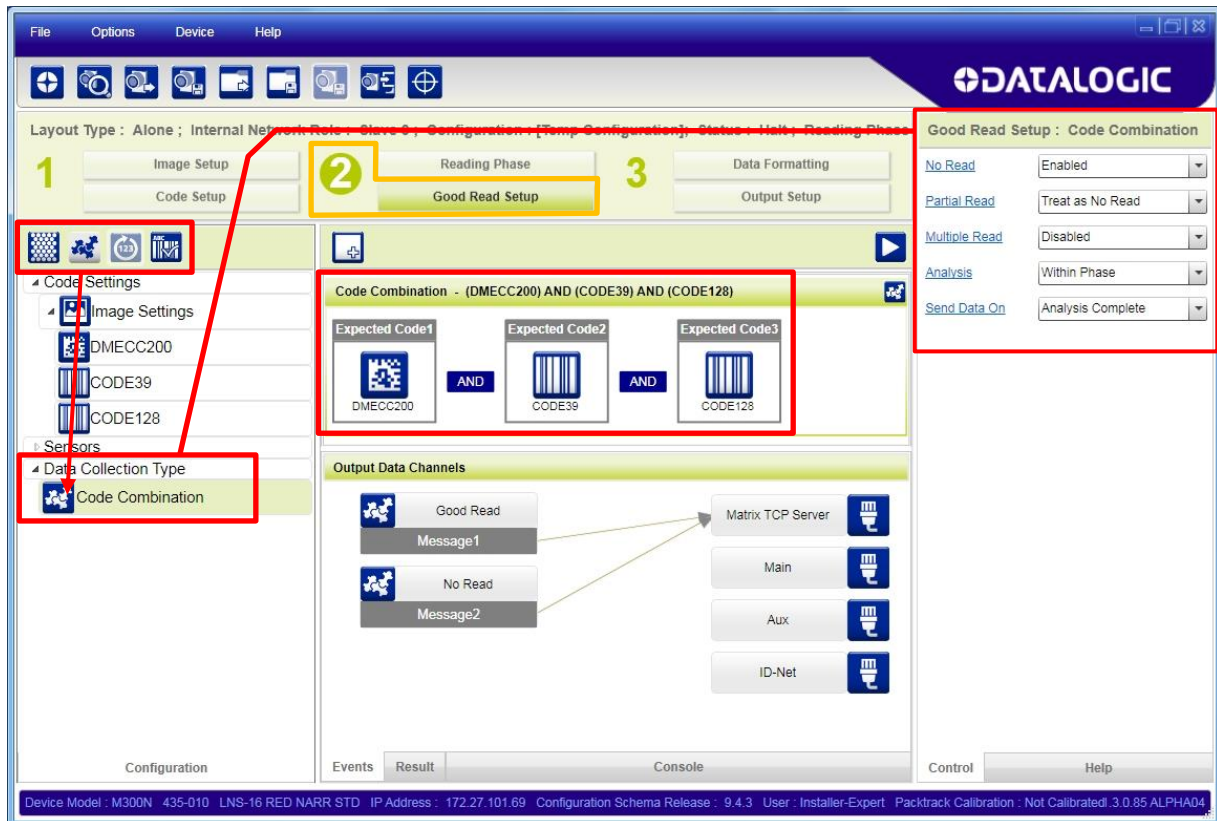 File Options Device Help
DATALOGIC
Layout Type : Alone ; Internal Network Role : Slave 0 ; Configuration : [Temp Configuration]; Status : Halt ; Reading Phase
1
Image Setup
Code Setup
2
Reading Phase
Good Read Setup
3
Data Formatting
Output Setup
Code Settings
Image Settings
DMECC200
CODE39
CODE128
Sensors
Data Collection Type
Code Combination
Configuration
Code Combination - (DMECC200) AND (CODE39) AND (CODE128)
Expected Code1 Expected Code2 Expected Code3
AND AND
DMECC200 CODE39 CODE128
Output Data Channels
Good Read
Message1
No Read
Message2
Matrix TCP Server
Main
Aux
ID-Net
Events Result Console
Good Read Setup : Code Combination
No Read Enabled
Partial Read Treat as No Read
Multiple Read Disabled
Analysis Within Phase
Send Data On Analysis Complete
Control Help
Device Model : M300N 435-010 LNS-16 RED NARR STD IP Address : 172.27.101.69 Configuration Schema Release : 9.4.3 User : Installer-Expert Packtrack Calibration : Not Calibrated
3.0.85 ALPHA04